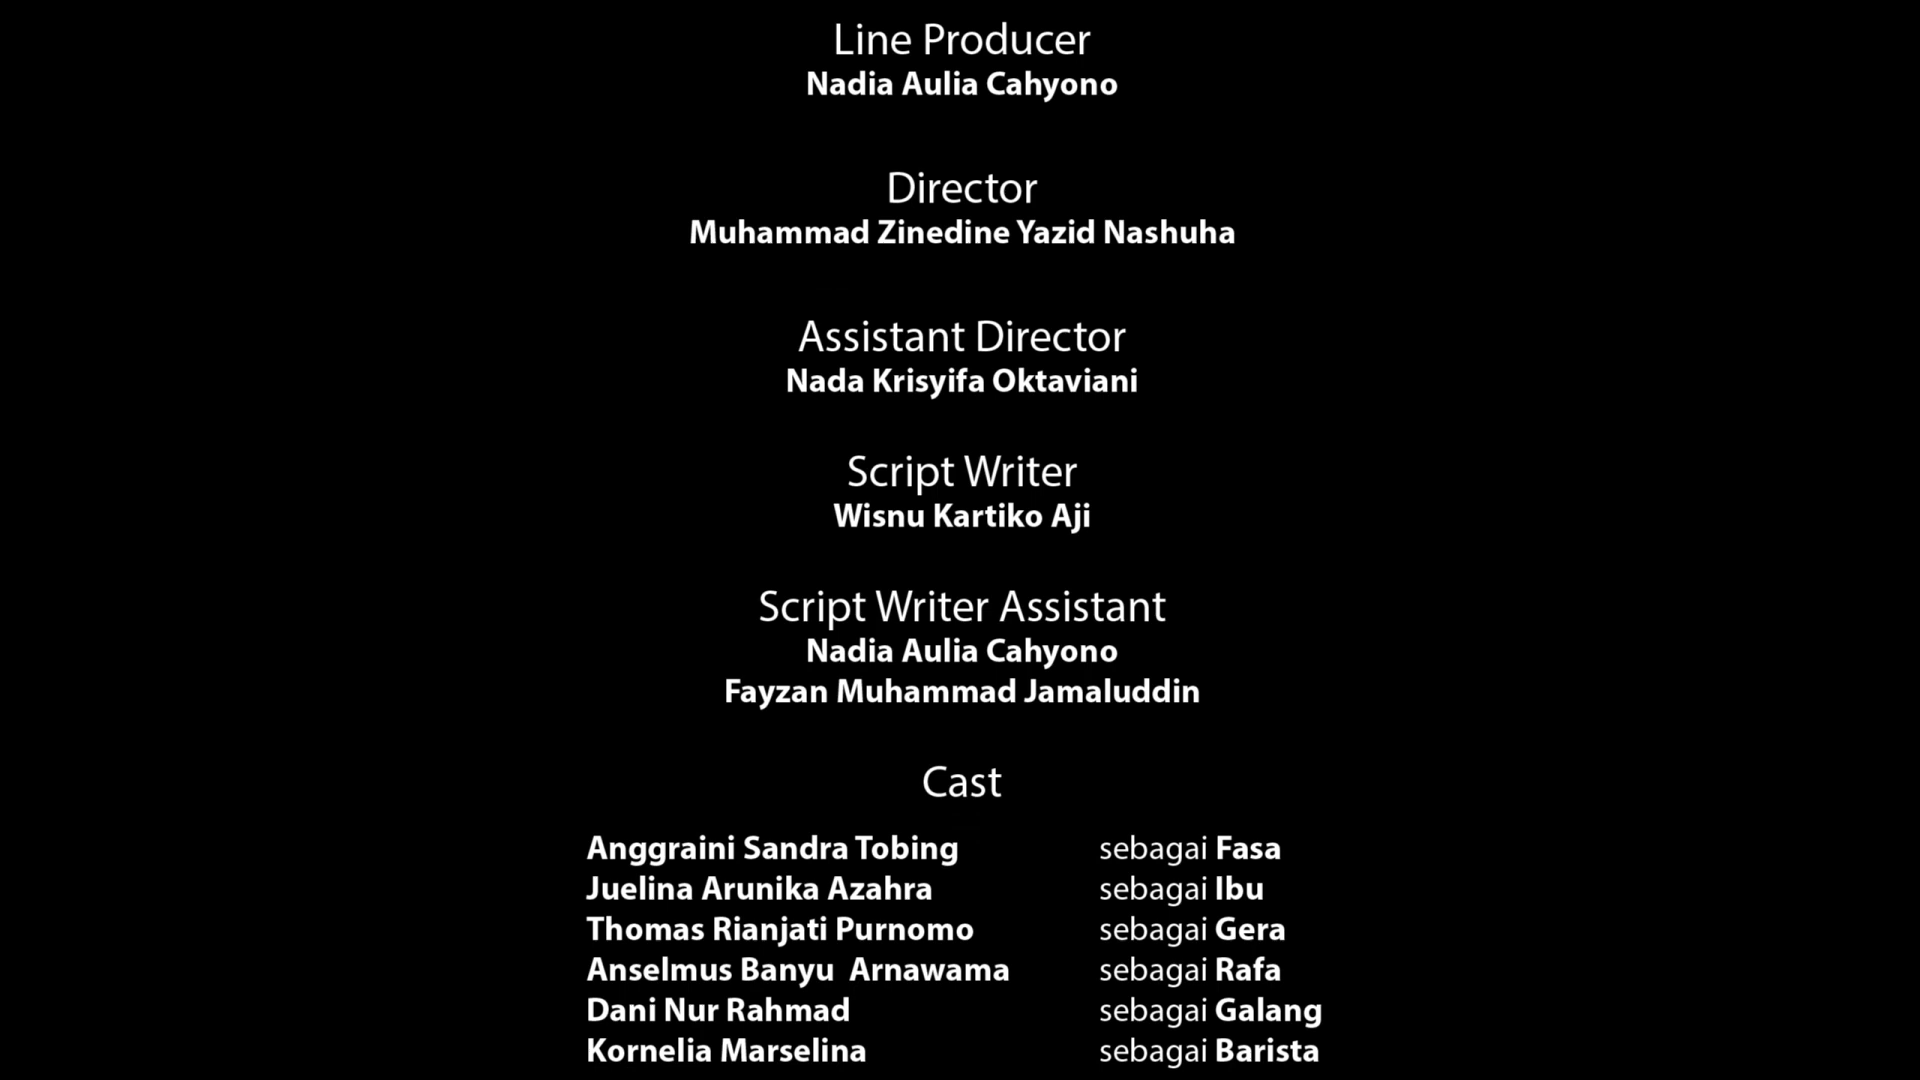 Line Producer
Nadia Aulia Cahyono
Director
Muhammad Zinedine Yazid Nashuha
Assistant Director
Nada Krisyifa Oktaviani
Script Writer
Wisnu Kartiko Aji
Script Writer Assistant
Nadia Aulia Cahyono
Fayzan Muhammad Jamaluddin
Cast
Anggraini Sandra Tobing sebagai Fasa
Juelina Arunika Azahra sebagai Ibu
Thomas Rianjati Purnomo sebagai Gera
Anselmus Banyu  Arnawama sebagai Rafa
Dani Nur Rahmad sebagai Galang
Kornelia Marselina sebagai Barista